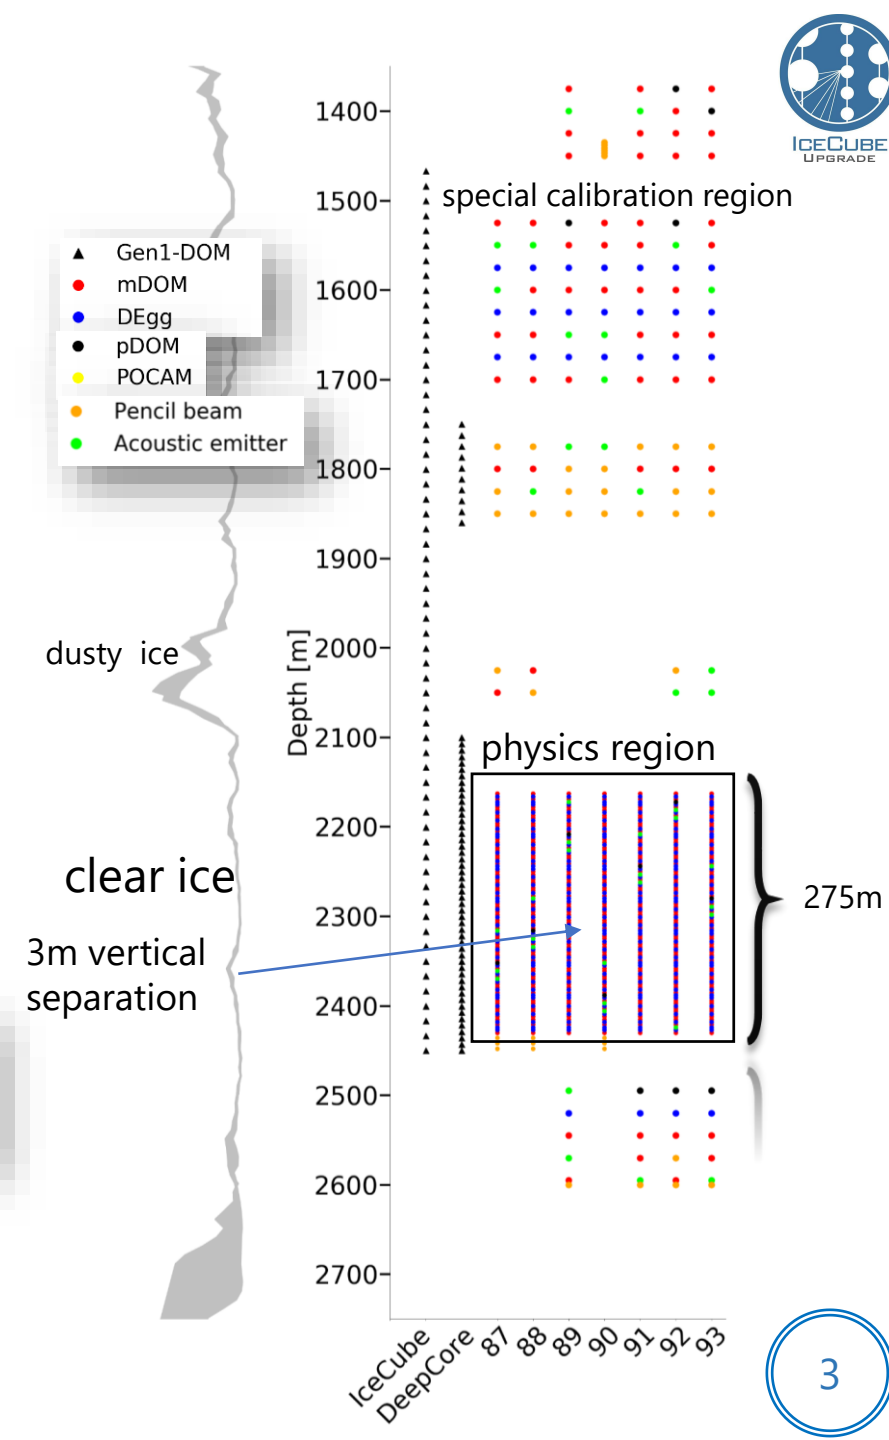 ICECUBE
UPGRADE
1400
1500
1600
1700
1800
1900
2000
2100
2200
2300
2400
2500
2600
2700
Depth [m]
special calibration region
Gen1-DOM
mDOM
DEgg
pDOM
POCAM
Pencil beam
Acoustic emitter
dusty ice
physics region
clear ice
275m
3m vertical
separation
IceCube
DeepCore
87
88
89
90
91
92
93
3